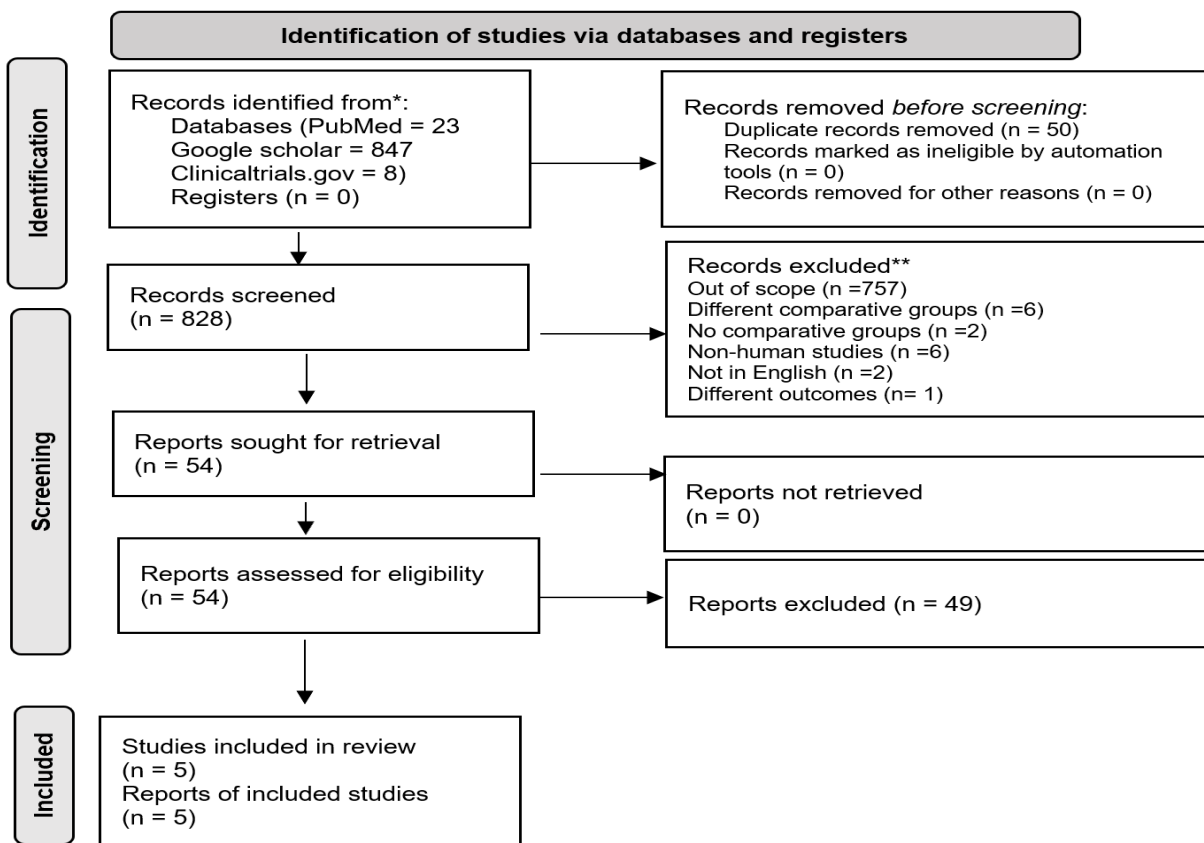 Identification of studies via databases and registers
Identification
Records identified from*:
Databases (PubMed = 23
Google scholar = 847
Clinicaltrials.gov = 8)
Registers (n = 0)
Records removed before screening:
Duplicate records removed (n = 50)
Records marked as ineligible by automation
tools (n = 0)
Records removed for other reasons (n = 0)
Screening
Records screened
(n = 828)
Records excluded**
Out of scope (n =757)
Different comparative groups (n =6)
No comparative groups (n =2)
Non-human studies (n =6)
Not in English (n =2)
Different outcomes (n= 1)
Reports sought for retrieval
(n = 54)
Reports not retrieved
(n = 0)
Reports assessed for eligibility
(n = 54)
Reports excluded (n = 49)
Included
Studies included in review
(n = 5)
Reports of included studies
(n = 5)